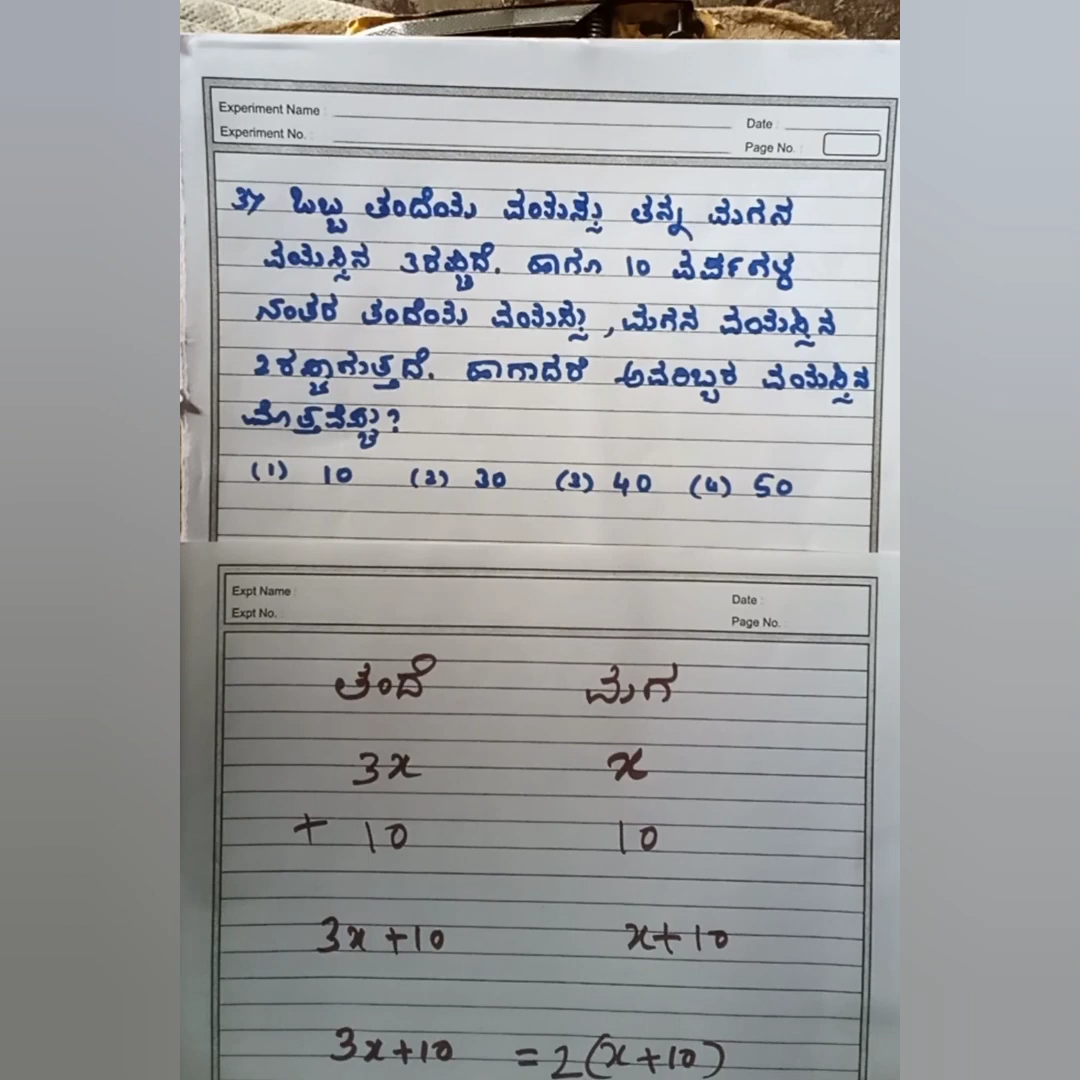 Experiment Name :
Date :
Experiment No. :
Page No. :
37 ಒಬ್ಬ ತಂದೆಯ ವಯಸ್ಸು ತನ್ನ ಮಗನ
ವಯಸ್ಸಿನ 3ರಷ್ಟಿದೆ. ಹಾಗೂ 10 ವರ್ಷಗಳ
ನಂತರ ತಂದೆಯ ವಯಸ್ಸು, ಮಗನ ವಯಸ್ಸಿನ
2ರಷ್ಟಾಗುತ್ತದೆ. ಹಾಗಾದರೆ ಅವರಿಬ್ಬರ ವಯಸ್ಸಿನ
ಮೊತ್ತವೆಷ್ಟು?
(1) 10 (2) 30 (3) 40 (4) 50
Expt Name :
Date :
Expt No. :
Page No. :
ತಂದೆ ಮಗ
3x x
+ 10 10
3x+10 x+10
3x+10 = 2(x+10)